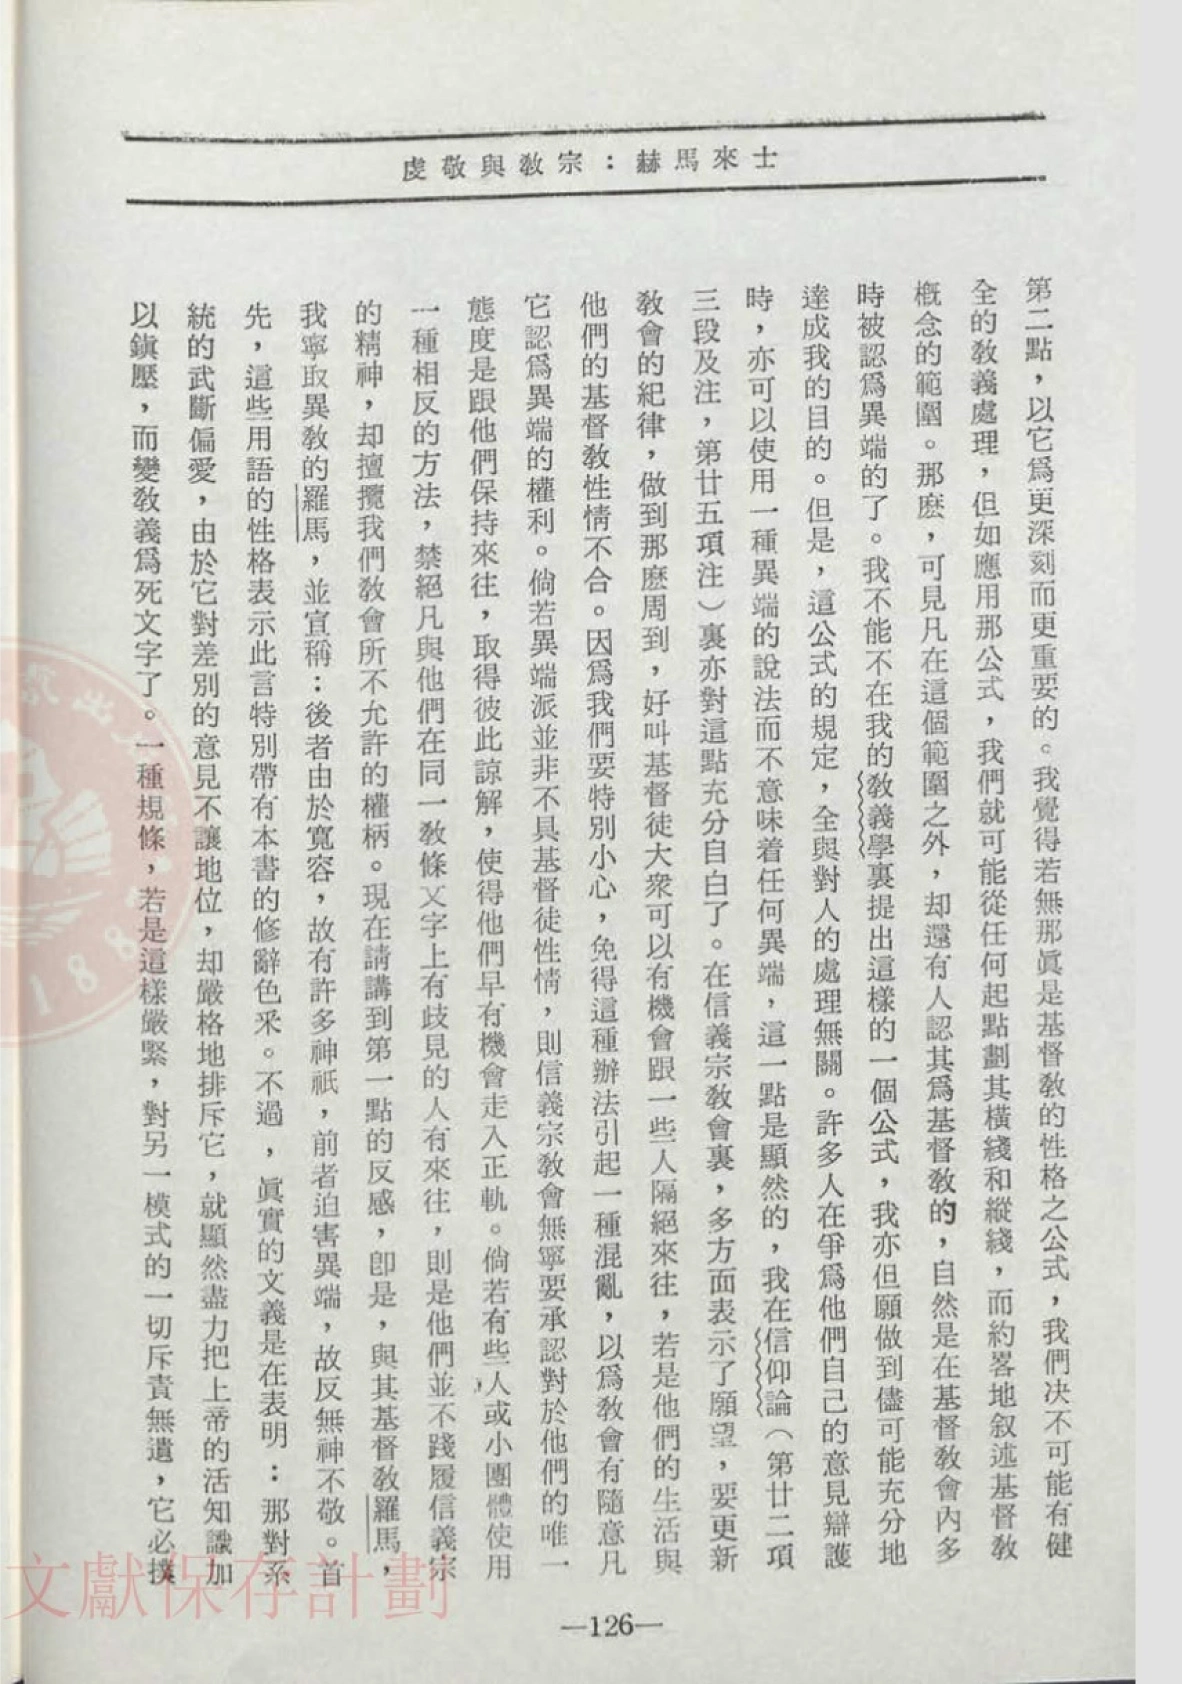 士來馬赫：宗教與敬虔
第二點，以它爲更深刻而更重要的。我覺得若無那眞是基督教的性格之公式，我們决不可能有健
全的教義處理，但如應用那公式，我們就可能從任何起點劃其橫綫和縱綫，而約畧地叙述基督教
概念的範圍。那麽，可見凡在這個範圍之外，却還有人認其爲基督教的，自然是在基督教會內多
時被認爲異端的了。我不能不在我的教義學裏提出這樣的一個公式，我亦但願做到儘可能充分地
達成我的目的。但是，這公式的規定，全與對人的處理無關。許多人在爭爲他們自己的意見辯護
時，亦可以使用一種異端的說法而不意味着任何異端，這一點是顯然的，我在信仰論（第廿二項
三段及注，第廿五項注）裏亦對這點充分自白了。在信義宗教會裏，多方面表示了願望，要更新
教會的紀律，做到那麽周到，好叫基督徒大衆可以有機會跟一些人隔絕來往，若是他們的生活與
他們的基督教性情不合。因爲我們要特別小心，免得這種辦法引起一種混亂，以爲教會有隨意凡
它認爲異端的權利。倘若異端派並非不具基督徒性情，則信義宗教會無寧要承認對於他們的唯一
態度是跟他們保持來往，取得彼此諒解，使得他們早有機會走入正軌。倘若有些人或小團體使用
一種相反的方法，禁絕凡與他們在同一教條文字上有歧見的人有來往，則是他們並不踐履信義宗
的精神，却擅攬我們教會所不允許的權柄。現在請講到第一點的反感，卽是，與其基督教羅馬，
我寧取異教的羅馬，並宣稱：後者由於寬容，故有許多神祇，前者迫害異端，故反無神不敬。首
先，這些用語的性格表示此言特別帶有本書的修辭色釆。不過，眞實的文義是在表明：那對系
統的武斷偏愛，由於它對差別的意見不讓地位，却嚴格地排斥它，就顯然盡力把上帝的活知識加
以鎭壓，而變教義爲死文字了。一種規條，若是這樣嚴緊，對另一模式的一切斥責無遺，它必撲
—126—
文獻保存計劃
188